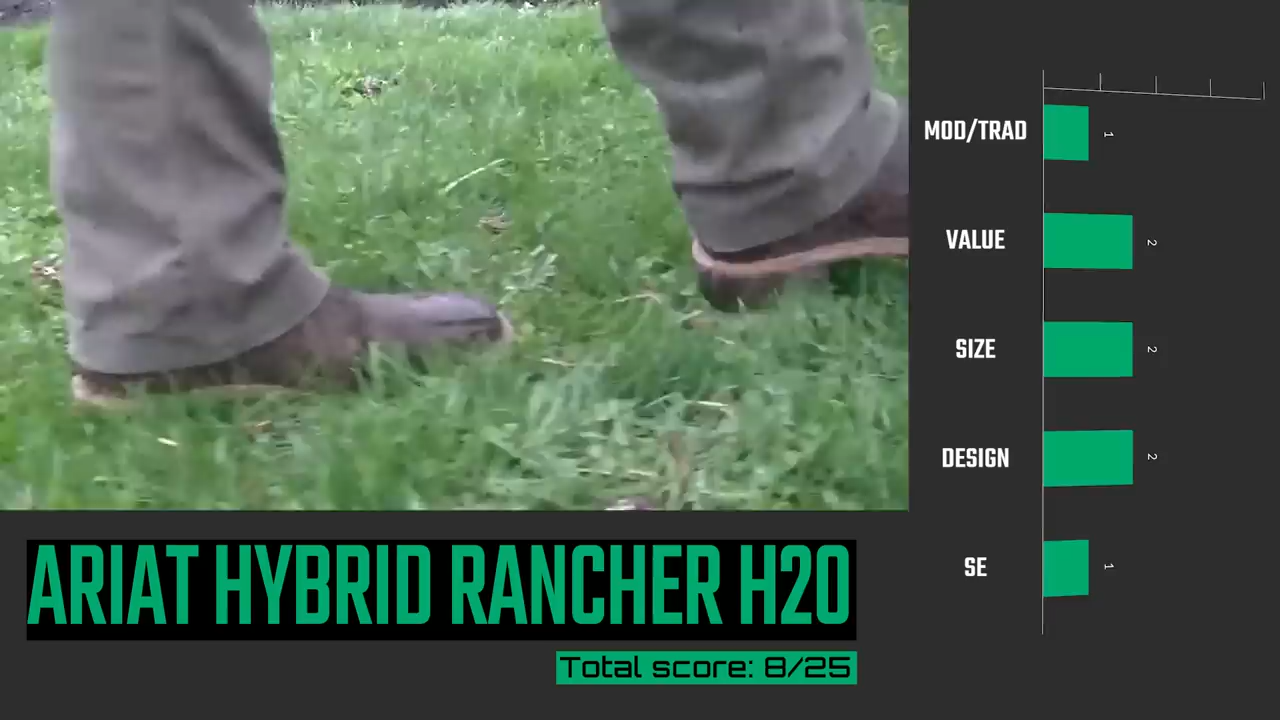 MOD/TRAD 1
VALUE 2
SIZE 2
DESIGN 2
SE 1
ARIAT HYBRID RANCHER H20
Total score: 8/25